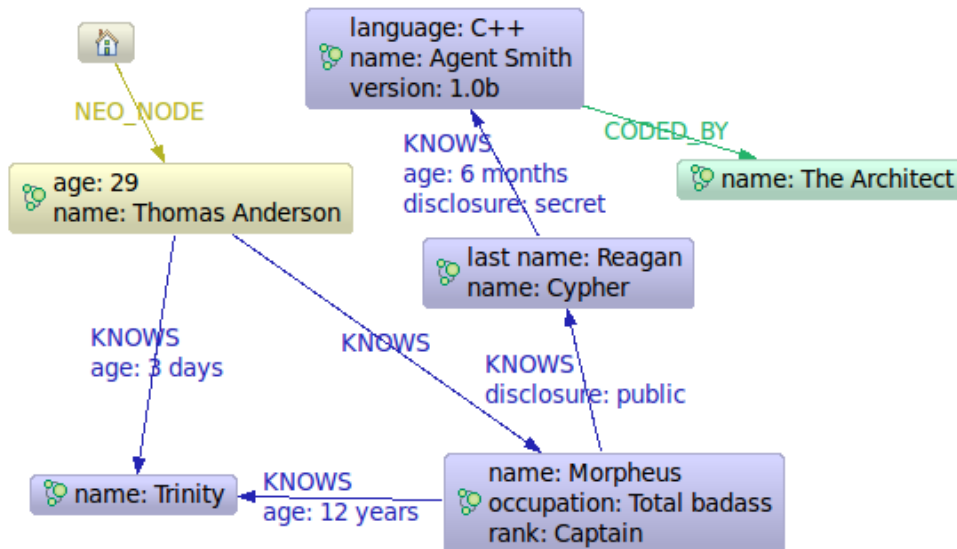 language: C++
name: Agent Smith
version: 1.0b
NEO_NODE
CODED_BY
KNOWS
age: 6 months
disclosure: secret
name: The Architect
age: 29
name: Thomas Anderson
last name: Reagan
name: Cypher
KNOWS
age: 3 days
KNOWS
KNOWS
disclosure: public
name: Trinity
KNOWS
age: 12 years
name: Morpheus
occupation: Total badass
rank: Captain